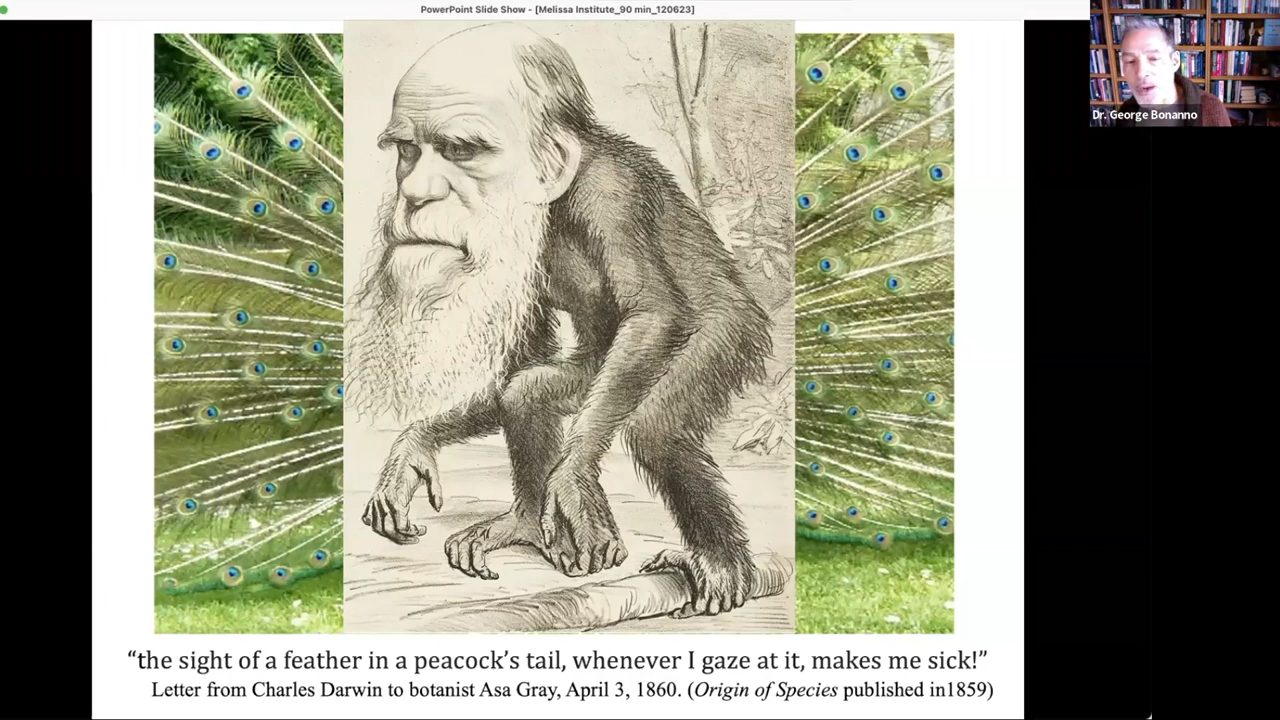 PowerPoint Slide Show - [Melissa Institute_90 min_120623]
Dr. George Bonanno
“the sight of a feather in a peacock’s tail, whenever I gaze at it, makes me sick!”
Letter from Charles Darwin to botanist Asa Gray, April 3, 1860. (Origin of Species published in1859)